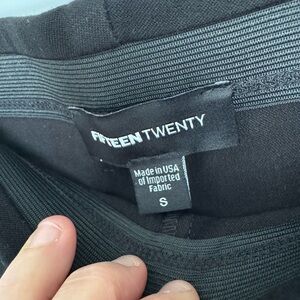 FIFTEEN TWENTY
Made in USA
of Imported
Fabric
S